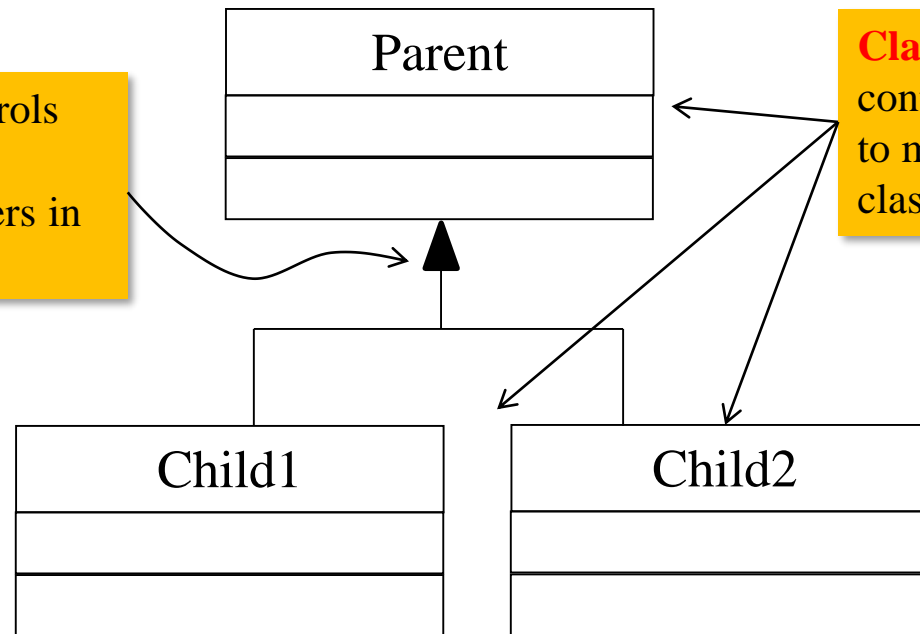 Parent
rols
ers in
Cla
con
to m
clas
Child1
Child2